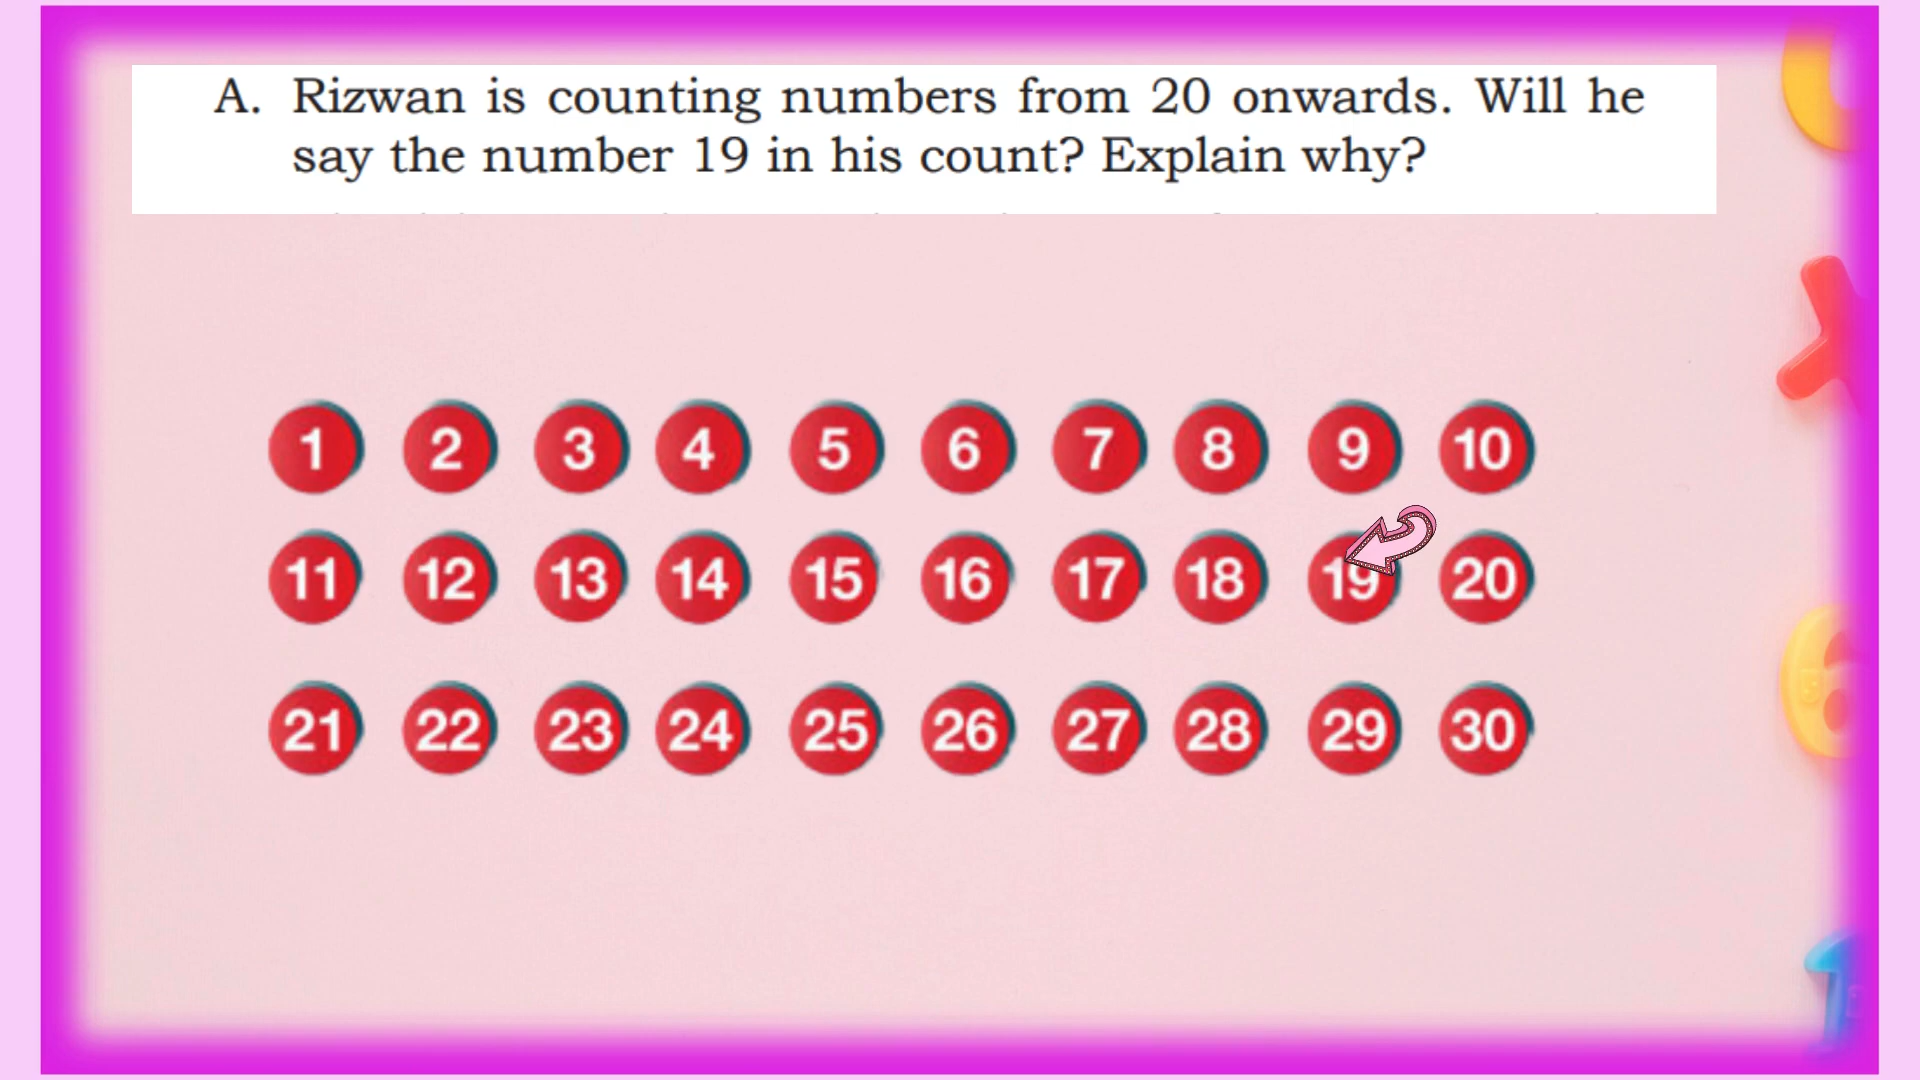 A. Rizwan is counting numbers from 20 onwards. Will he
say the number 19 in his count? Explain why?
1 2 3 4 5 6 7 8 9 10
11 12 13 14 15 16 17 18 19 20
21 22 23 24 25 26 27 28 29 30
6
1